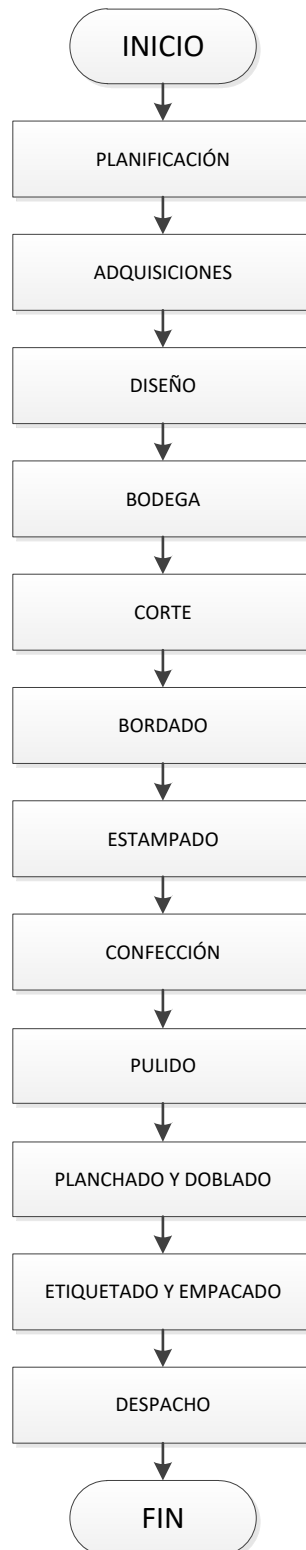 INICIO
PLANIFICACIÓN
ADQUISICIONES
DISEÑO
BODEGA
CORTE
BORDADO
ESTAMPADO
CONFECCIÓN
PULIDO
PLANCHADO Y DOBLADO
ETIQUETADO Y EMPACADO
DESPACHO
FIN